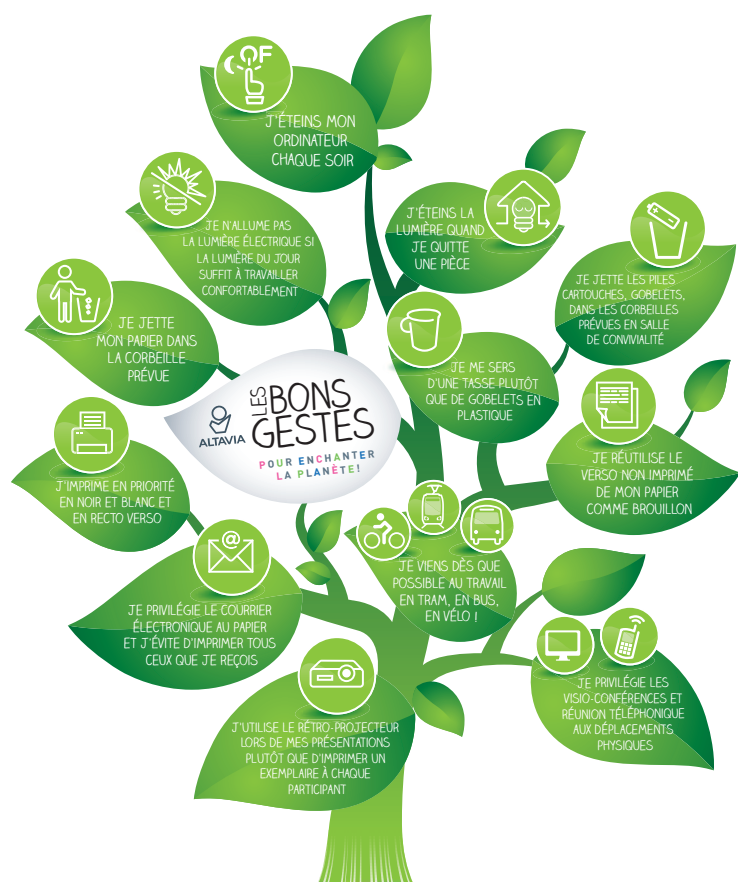 OF
J'ÉTEINS MON
ORDINATEUR
CHAQUE SOIR
JE N'ALLUME PAS
LA LUMIÈRE ÉLECTRIQUE SI
LA LUMIÈRE DU JOUR
SUFFIT À TRAVAILLER
CONFORTABLEMENT
J'ÉTEINS LA
LUMIÈRE QUAND
JE QUITTE
UNE PIÈCE
JE JETTE LES PILES
CARTOUCHES, GOBELETS,
DANS LES CORBEILLES
PRÉVUES EN SALLE
DE CONVIVIALITÉ
JE JETTE
MON PAPIER DANS
LA CORBEILLE
PRÉVUE
ALTAVIA
LES BONS
GESTES
POUR ENCHANTER
LA PLANÈTE!
JE ME SERS
D'UNE TASSE PLUTÔT
QUE DE GOBELETS EN
PLASTIQUE
J'IMPRIME EN PRIORITÉ
EN NOIR ET BLANC ET
EN RECTO VERSO
JE RÉUTILISE LE
VERSO NON IMPRIMÉ
DE MON PAPIER
COMME BROUILLON
@
JE PRIVILÉGIE LE COURRIER
ÉLECTRONIQUE AU PAPIER
ET J'ÉVITE D'IMPRIMER TOUS
CEUX QUE JE REÇOIS
JE VIENS DÈS QUE
POSSIBLE AU TRAVAIL
EN TRAM, EN BUS,
EN VÉLO !
J'UTILISE LE RÉTRO-PROJECTEUR
LORS DE MES PRÉSENTATIONS
PLUTÔT QUE D'IMPRIMER UN
EXEMPLAIRE À CHAQUE
PARTICIPANT
JE PRIVILÉGIE LES
VISIO-CONFÉRENCES ET
RÉUNION TÉLÉPHONIQUE
AUX DÉPLACEMENTS
PHYSIQUES